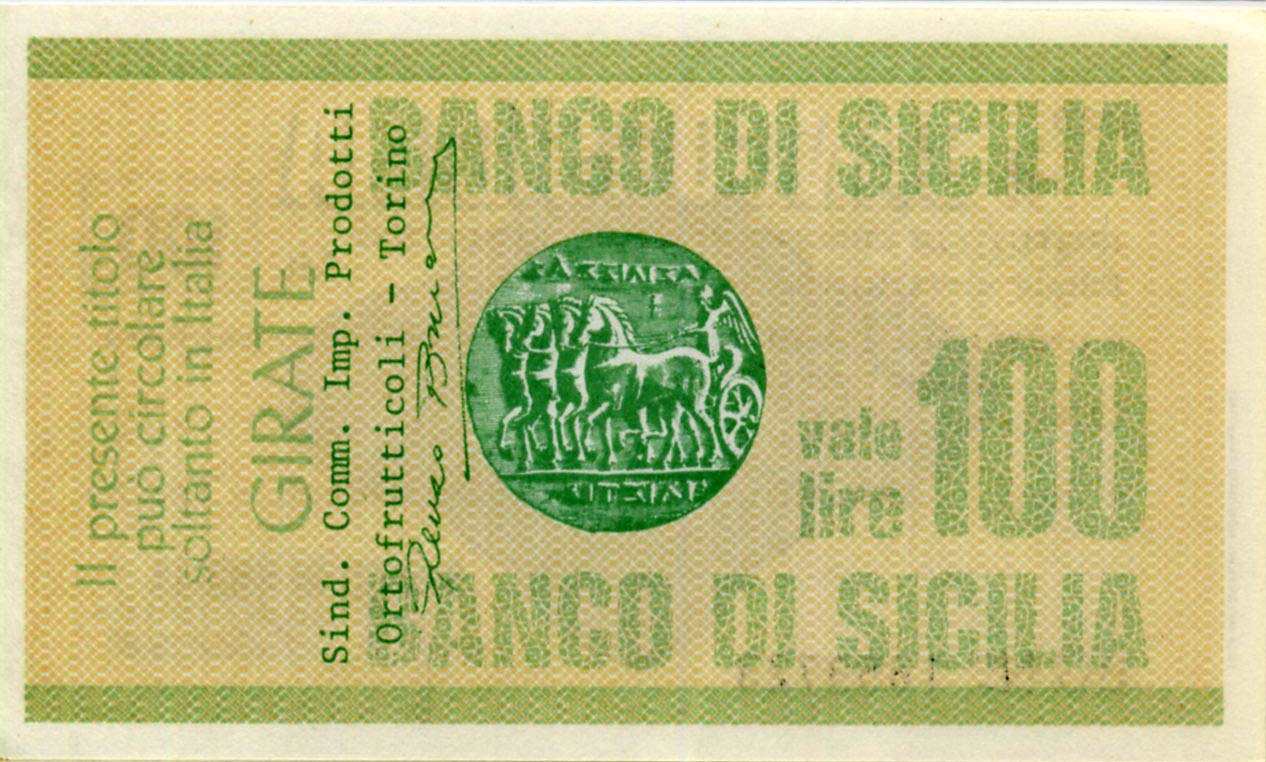 BANCO DI SICILIA
vale
lire
100
BANCO DI SICILIA
Il presente titolo
può circolare
soltanto in Italia
GIRATE
Sind. Comm. Imp. Prodotti
Ortofrutticoli - Torino